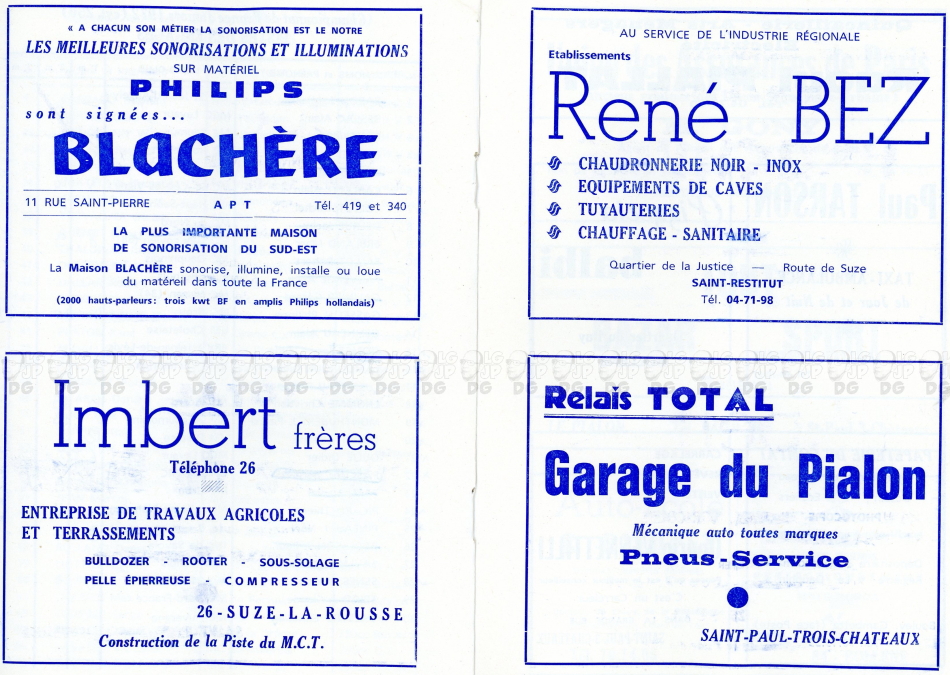 « A CHACUN SON MÉTIER LA SONORISATION EST LE NOTRE
LES MEILLEURES SONORISATIONS ET ILLUMINATIONS
SUR MATÉRIEL
PHILIPS
sont signées...
BLACHÈRE
11 RUE SAINT-PIERRE APT Tél. 419 et 340
LA PLUS IMPORTANTE MAISON
DE SONORISATION DU SUD-EST
La Maison BLACHÈRE sonorise, illumine, installe ou loue
du matéreil dans toute la France
(2000 hauts-parleurs : trois kwt BF en amplis Philips hollandais)
AU SERVICE DE L'INDUSTRIE RÉGIONALE
Etablissements
René BEZ
CHAUDRONNERIE NOIR - INOX
EQUIPEMENTS DE CAVES
TUYAUTERIES
CHAUFFAGE - SANITAIRE
Quartier de la Justice — Route de Suze
SAINT-RESTITUT
Tél. 04-71-98
Imbert frères
Téléphone 26
ENTREPRISE DE TRAVAUX AGRICOLES
ET TERRASSEMENTS
BULLDOZER - ROOTER - SOUS-SOLAGE
PELLE ÉPIERREUSE - COMPRESSEUR
26 - SUZE-LA-ROUSSE
Construction de la Piste du M.C.T.
Relais TOTAL
Garage du Pialon
Mécanique auto toutes marques
Pneus-Service
SAINT-PAUL-TROIS-CHATEAUX